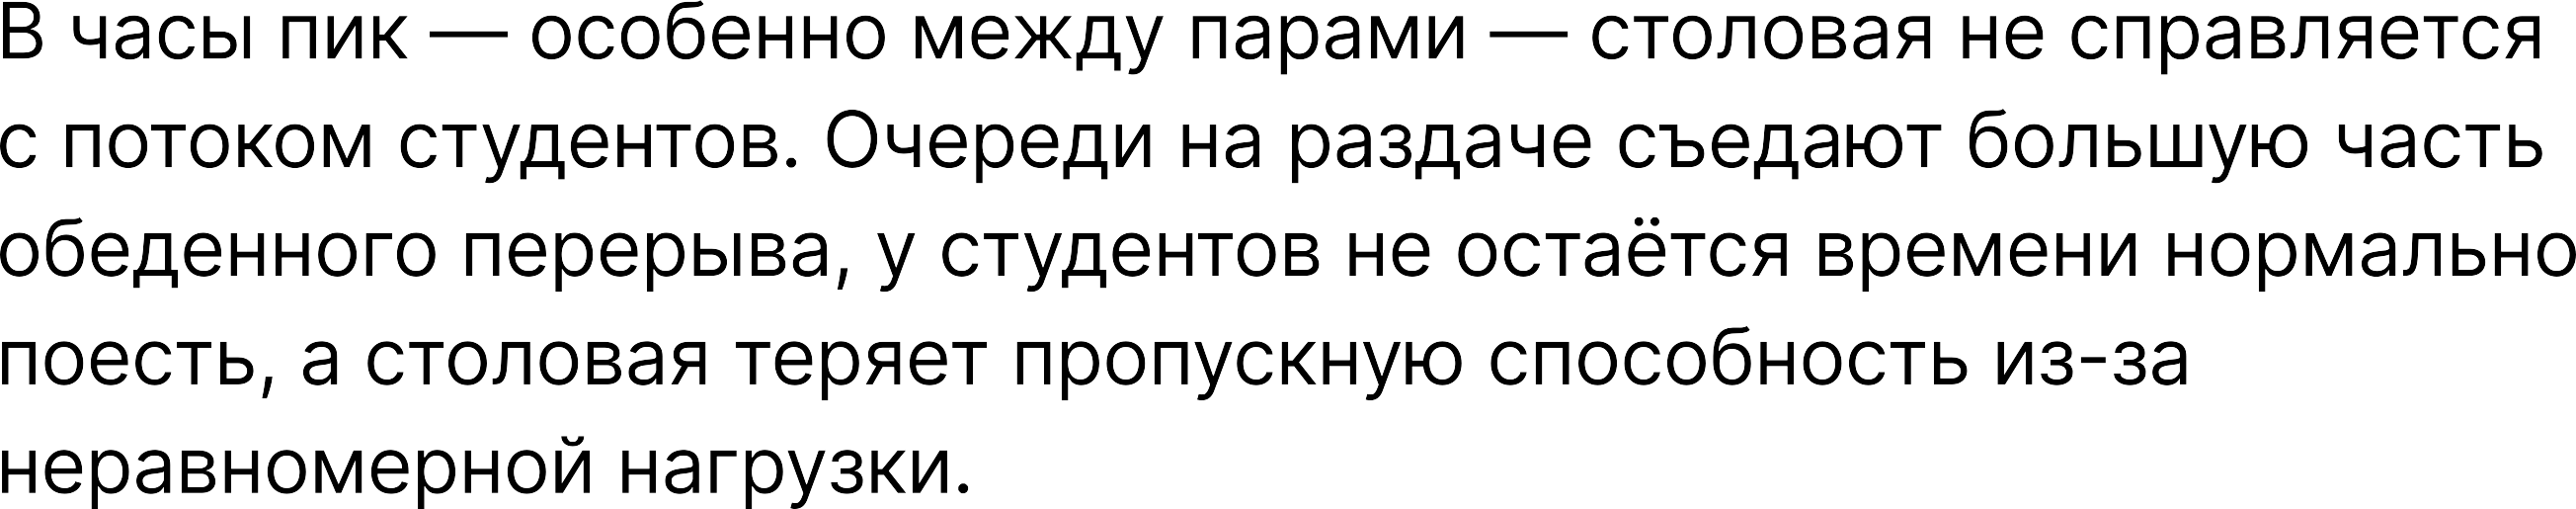 В часы пик — особенно между парами — столовая не справляется
с потоком студентов. Очереди на раздаче съедают большую часть
обеденного перерыва, у студентов не остаётся времени нормально
поесть, а столовая теряет пропускную способность из-за
неравномерной нагрузки.